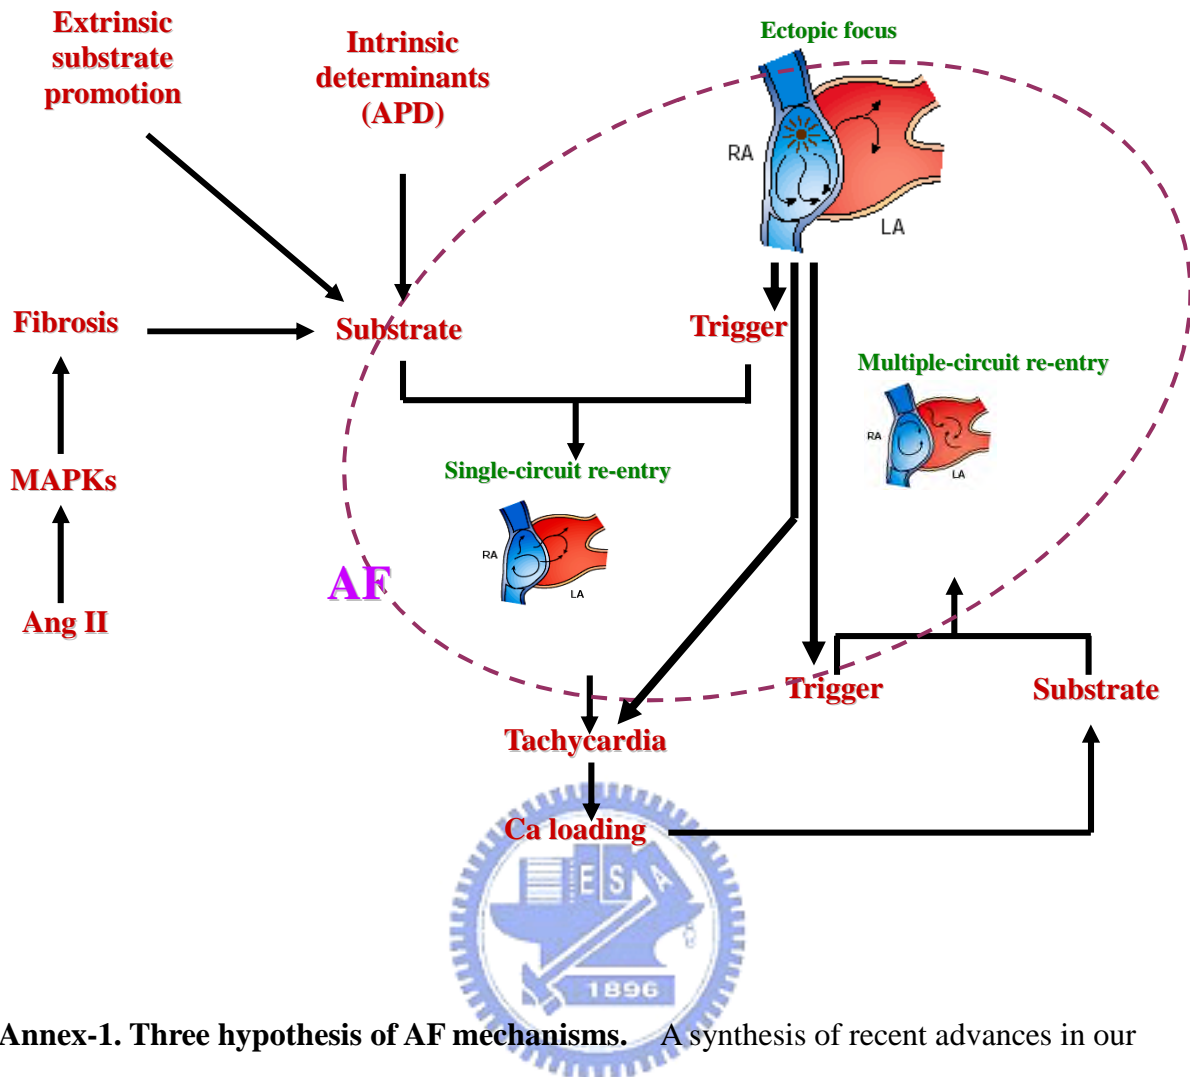 Extrinsic
substrate
promotion
Intrinsic
determinants
(APD)
Ectopic focus
RA
LA
Fibrosis
Substrate
Trigger
Multiple-circuit re-entry
RA
LA
MAPKs
Single-circuit re-entry
RA
LA
AF
Ang II
Trigger
Substrate
Tachycardia
Ca loading
E S A
1896
Annex-1. Three hypothesis of AF mechanisms. A synthesis of recent advances in our